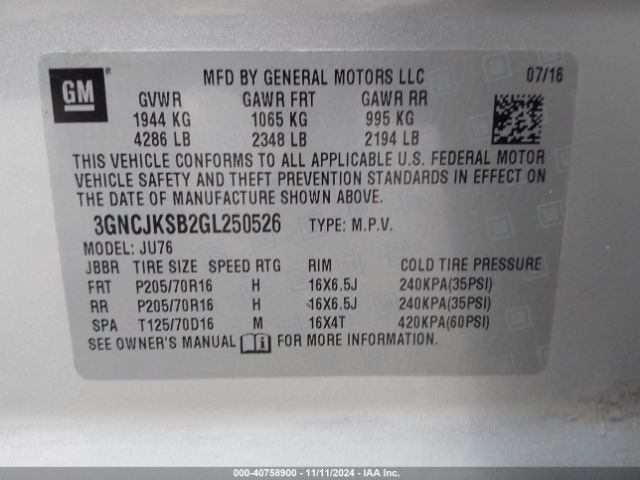 GM
MFD BY GENERAL MOTORS LLC 07/16
GVWR GAWR FRT GAWR RR
1944 KG 1065 KG 995 KG
4286 LB 2348 LB 2194 LB
THIS VEHICLE CONFORMS TO ALL APPLICABLE U.S. FEDERAL MOTOR
VEHICLE SAFETY AND THEFT PREVENTION STANDARDS IN EFFECT ON
THE DATE OF MANUFACTURE SHOWN ABOVE.
3GNCJKSB2GL250526 TYPE: M.P.V.
MODEL: JU76
JBBR TIRE SIZE SPEED RTG RIM COLD TIRE PRESSURE
FRT P205/70R16 H 16X6.5J 240KPA(35PSI)
RR P205/70R16 H 16X6.5J 240KPA(35PSI)
SPA T125/70D16 M 16X4T 420KPA(60PSI)
SEE OWNER'S MANUAL FOR MORE INFORMATION.
000-40758900 - 11/11/2024 - IAA Inc.